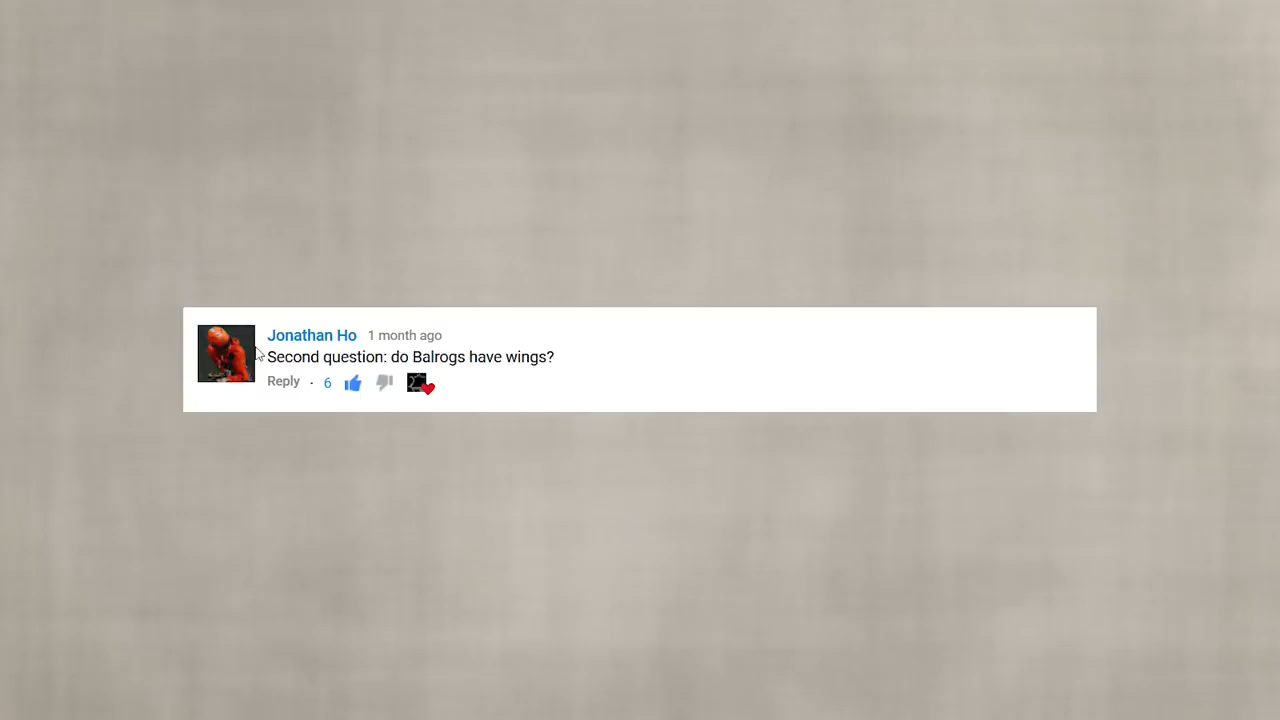 Jonathan Ho 1 month ago
Second question: do Balrogs have wings?
Reply · 6